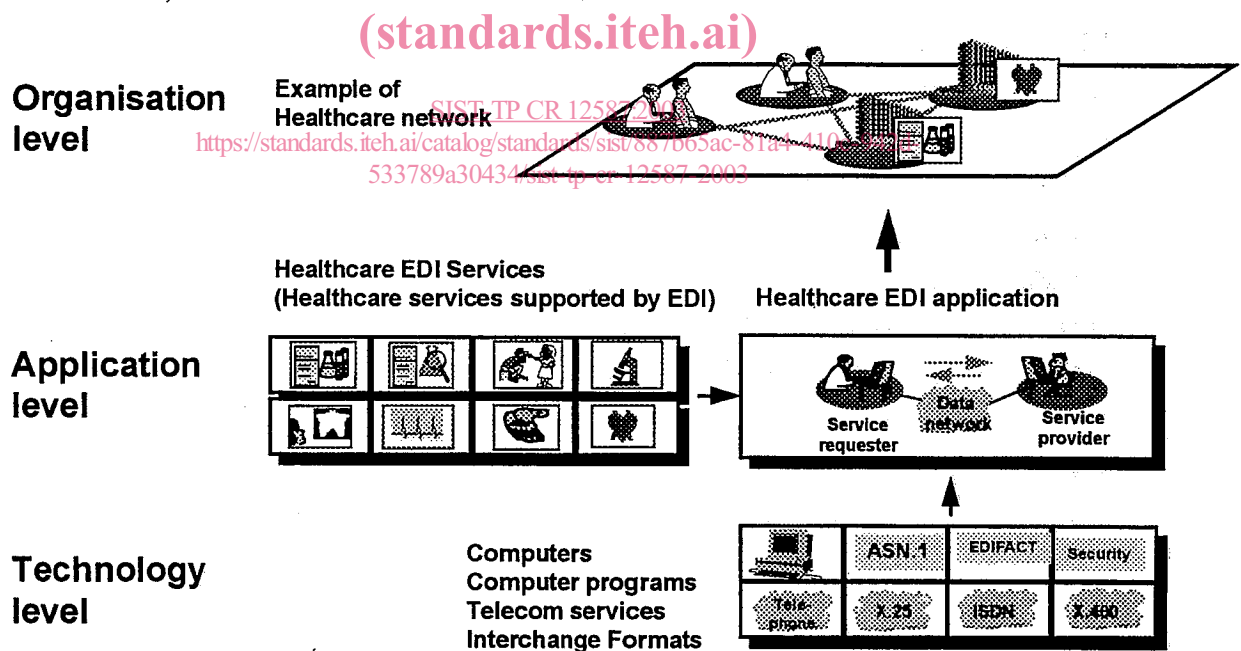 (standards.iteh.ai)
Organisation
level
Example of
Healthcare network
SIST-TP CR 12587:2003
https://standards.iteh.ai/catalog/standards/sist/887b65ac-81a4-410
533789a30434/sist-tp-cr-12587-2003
Healthcare EDI Services
(Healthcare services supported by EDI)
Healthcare EDI application
Application
level
Service
requester
Data
network
Service
provider
Technology
level
Computers
Computer programs
Telecom services
Interchange Formats
ASN.1
EDIFACT
Security
Tele-
phone
X.25
ISDN
X.400